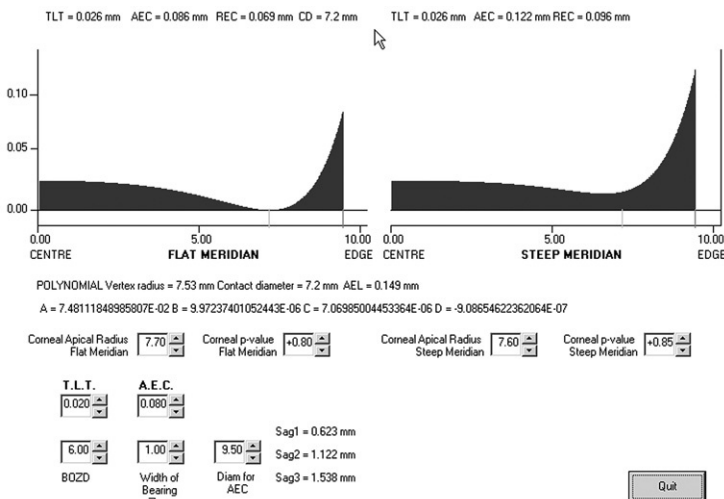 TLT = 0.026 mm AEC = 0.086 mm REC = 0.069 mm CD = 7.2 mm TLT = 0.026 mm AEC = 0.122 mm REC = 0.096 mm
0.10
0.05
0.00
0.00 5.00 10.00 0.00 5.00 10.00
CENTRE FLAT MERIDIAN EDGE CENTRE STEEP MERIDIAN EDGE
POLYNOMIAL Vertex radius = 7.53 mm Contact diameter = 7.2 mm AEL = 0.149 mm
A = 7.48111848985807E-02 B = 9.97237401052443E-06 C = 7.06985004453364E-06 D = -9.08654622362064E-07
Corneal Apical Radius 7.70 Corneal p-value +0.80 Corneal Apical Radius 7.60 Corneal p-value +0.85
Flat Meridian Flat Meridian Steep Meridian Steep Meridian
T.L.T. A.E.C.
0.020 0.080
Sag1 = 0.623 mm
6.00 1.00 9.50 Sag2 = 1.122 mm
BOZD Width of Diam for Sag3 = 1.538 mm
Bearing AEC
Quit